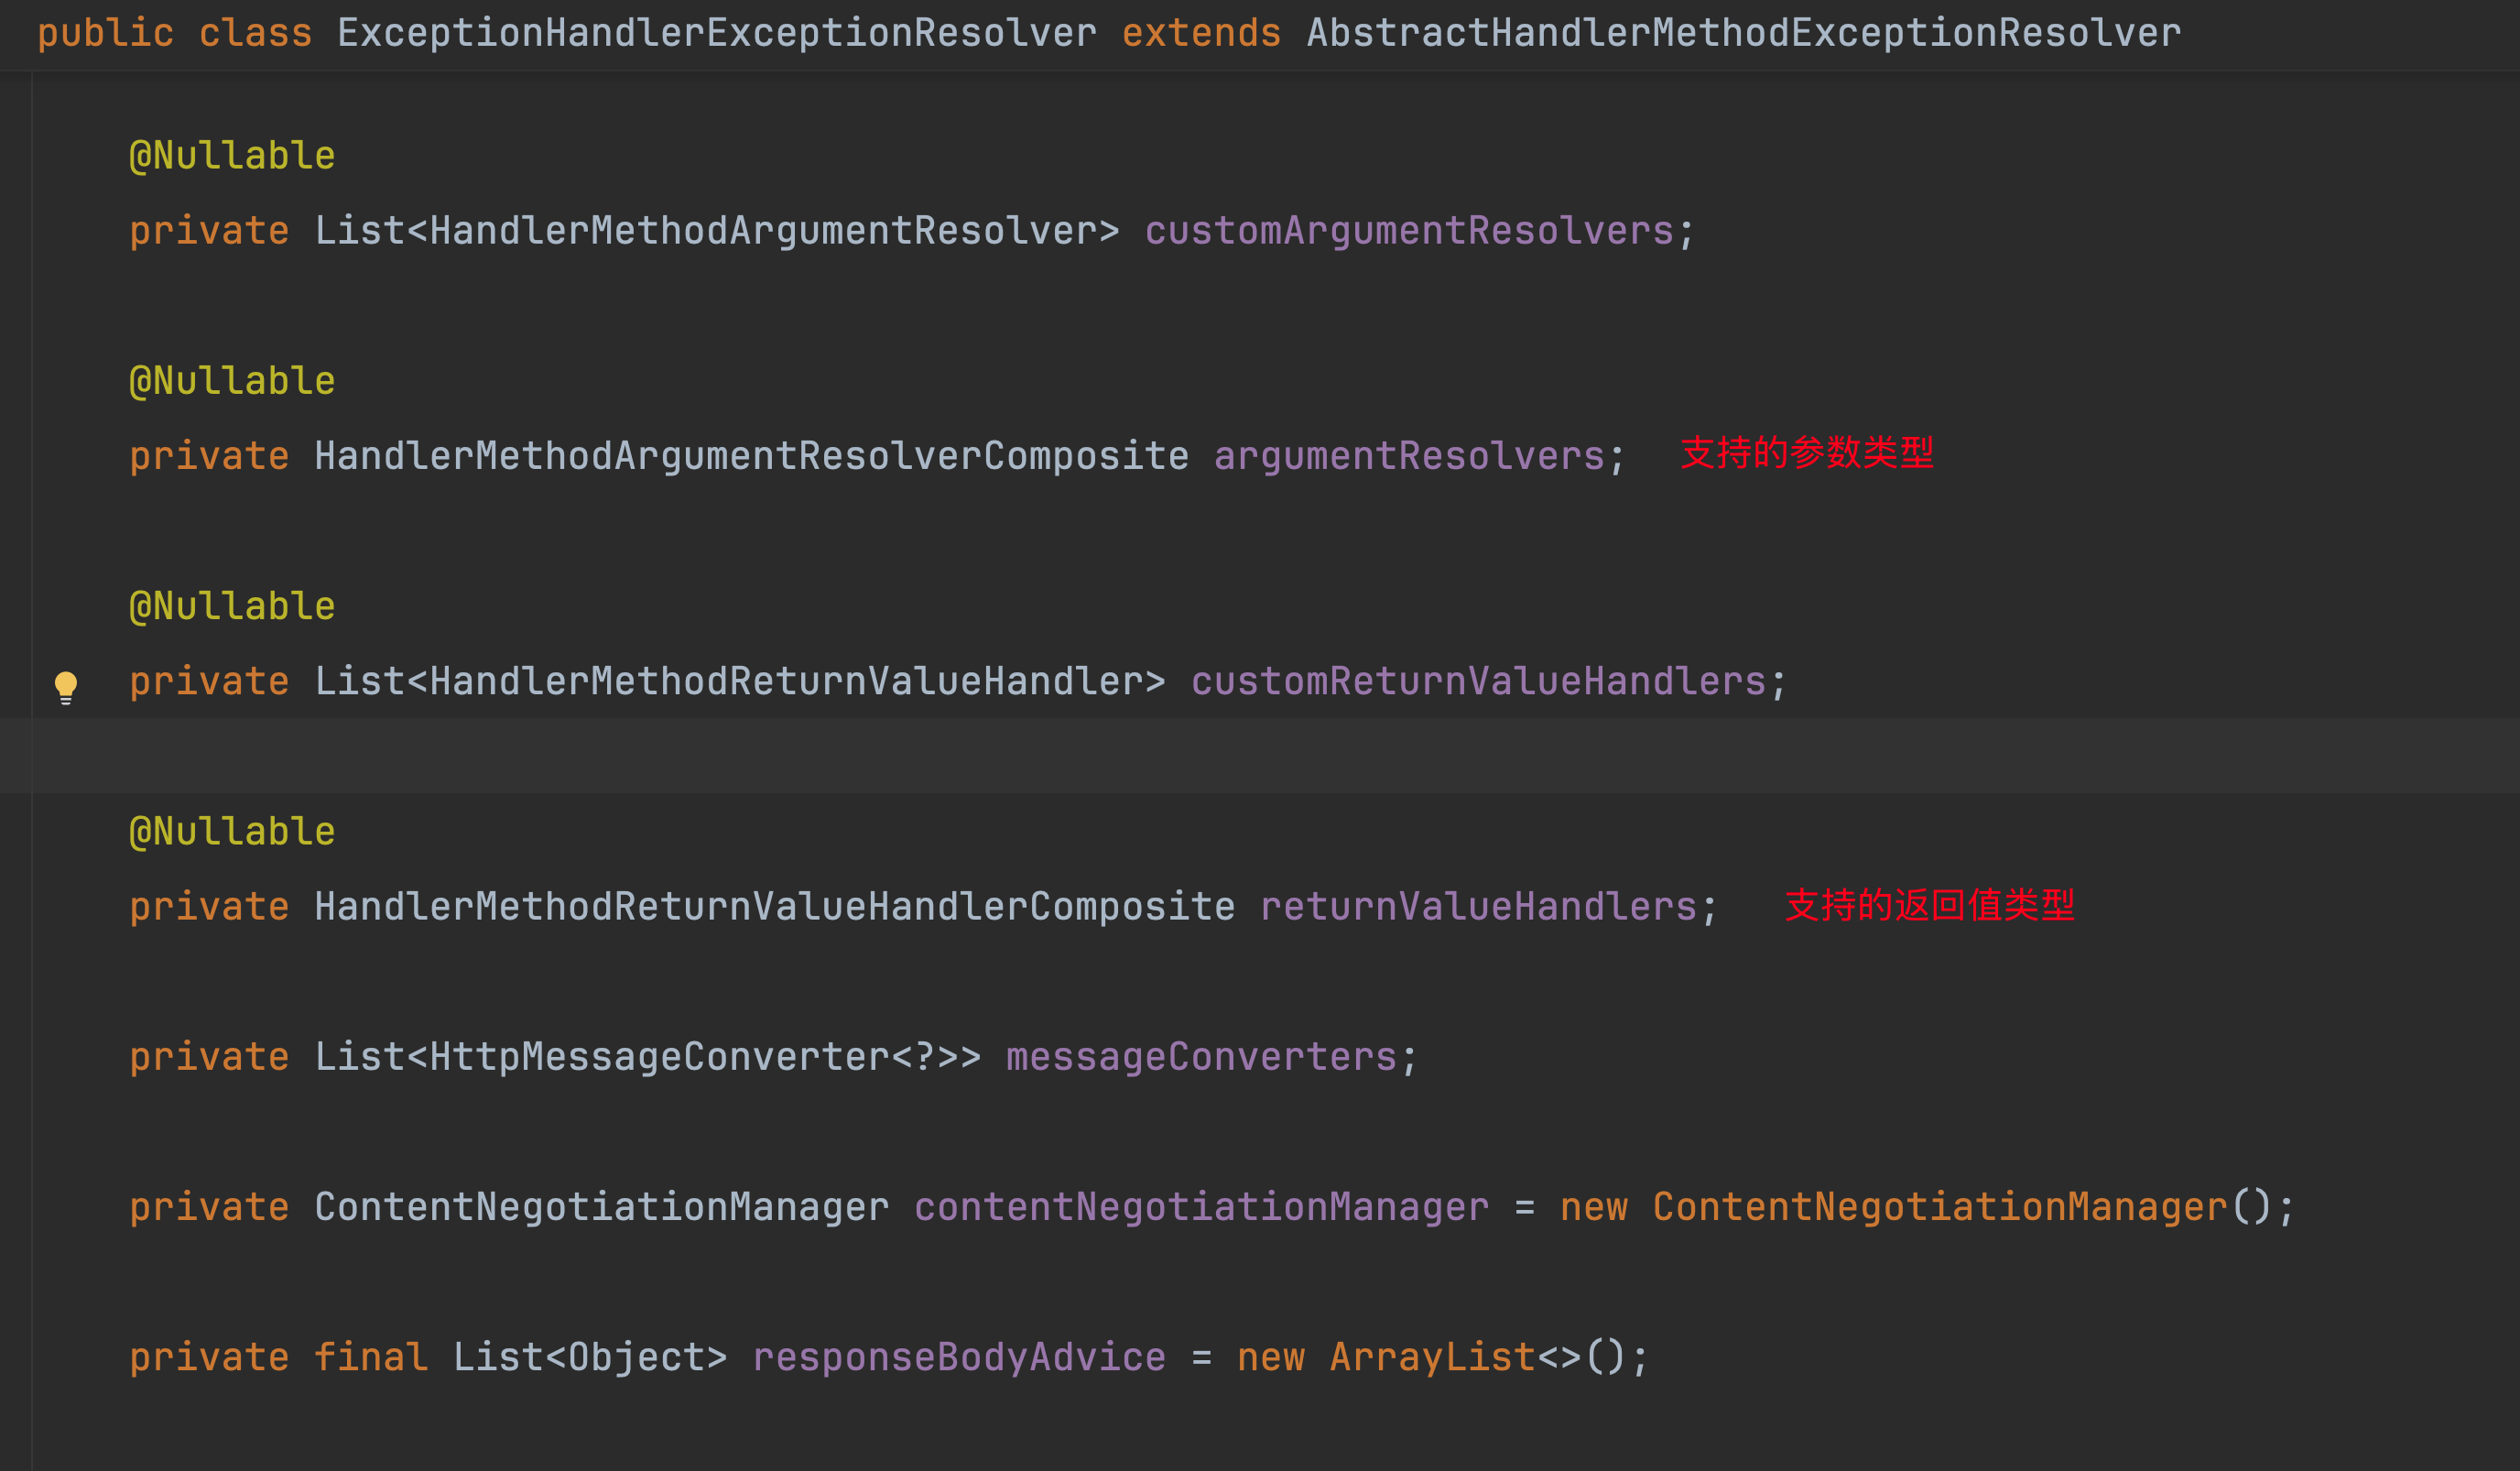 public class ExceptionHandlerExceptionResolver extends AbstractHandlerMethodExceptionResolver
@Nullable
private List<HandlerMethodArgumentResolver> customArgumentResolvers;
@Nullable
private HandlerMethodArgumentResolverComposite argumentResolvers; 支持的参数类型
@Nullable
private List<HandlerMethodReturnValueHandler> customReturnValueHandlers;
@Nullable
private HandlerMethodReturnValueHandlerComposite returnValueHandlers; 支持的返回值类型
private List<HttpMessageConverter<?>> messageConverters;
private ContentNegotiationManager contentNegotiationManager = new ContentNegotiationManager();
private final List<Object> responseBodyAdvice = new ArrayList<>();